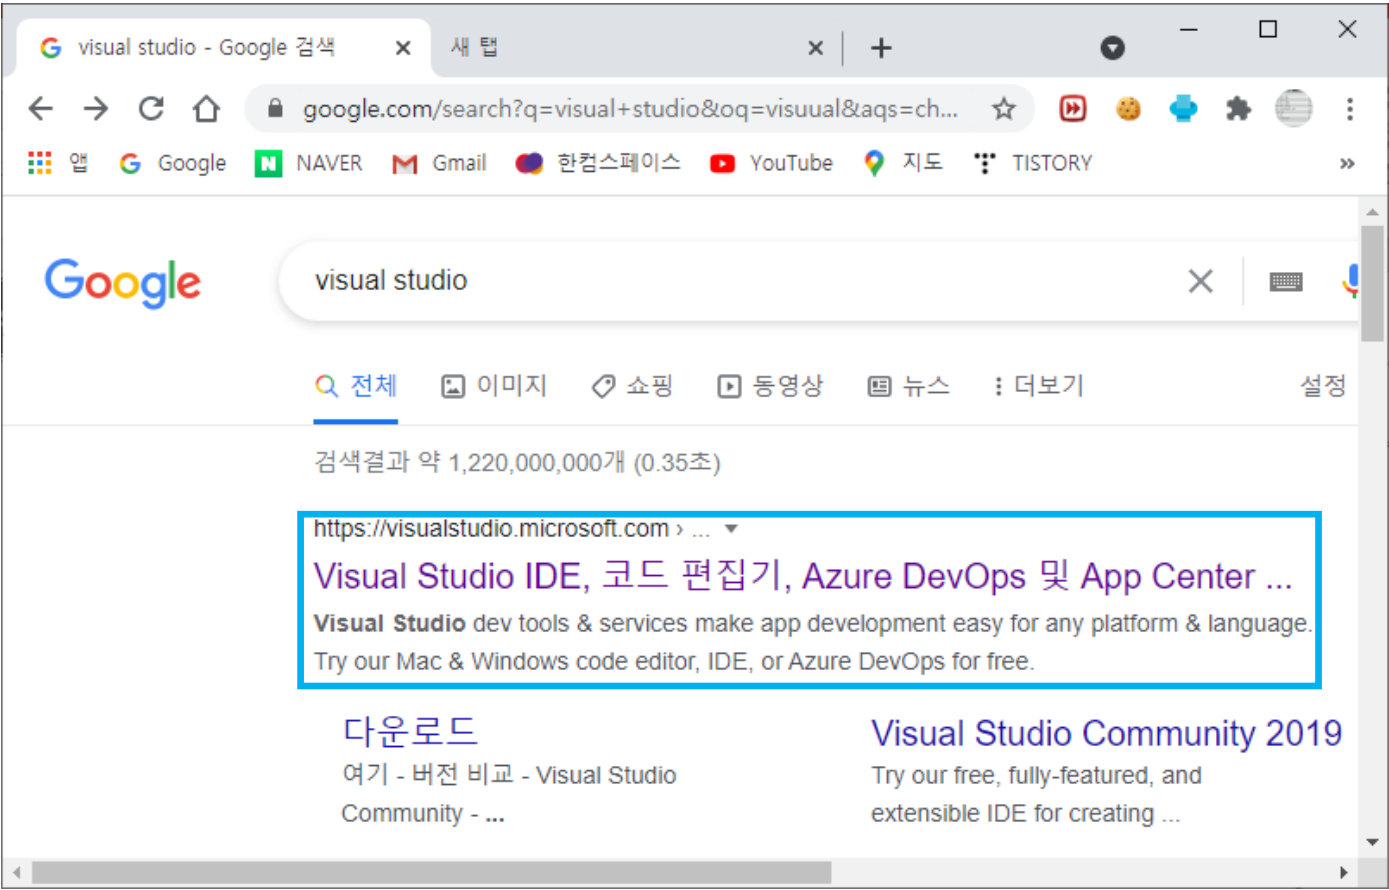 visual studio - Google 검색
새 탭
google.com/search?q=visual+studio&oq=visuual&aqs=ch...
앱 Google NAVER Gmail 한컴스페이스 YouTube 지도 TISTORY »
Google
visual studio
전체 이미지 쇼핑 동영상 뉴스 더보기 설정
검색결과 약 1,220,000,000개 (0.35초)
https://visualstudio.microsoft.com › ...
Visual Studio IDE, 코드 편집기, Azure DevOps 및 App Center ...
Visual Studio dev tools & services make app development easy for any platform & language.
Try our Mac & Windows code editor, IDE, or Azure DevOps for free.
다운로드
여기 - 버전 비교 - Visual Studio
Community - ...
Visual Studio Community 2019
Try our free, fully-featured, and
extensible IDE for creating ...